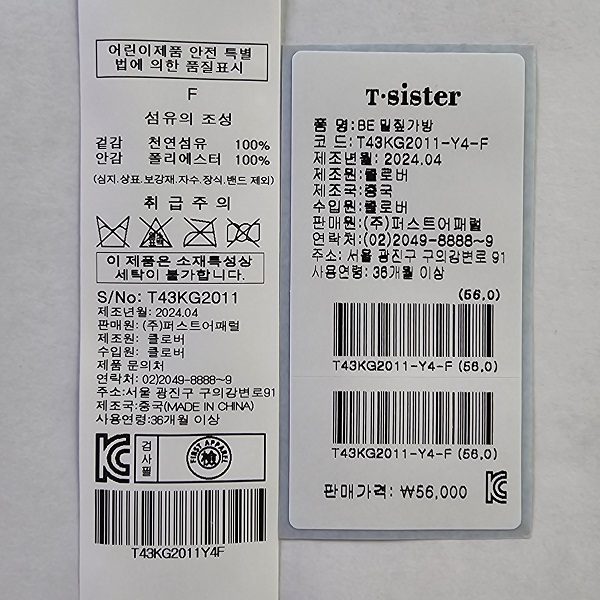 어린이제품 안전 특별
법에 의한 품질표시
F
섬유의 조성
겉감 천연섬유 100%
안감 폴리에스터 100%
(심지.상표.보강재.자수.장식.밴드 제외)
취급주의
이 제품은 소재특성상
세탁이 불가합니다.
S/No: T43KG2011
제조년월: 2024.04
판매원: (주)퍼스트어패럴
제조원: 클로버
수입원: 클로버
제품 문의처
연락처: 02)2049-8888~9
주소:서울 광진구 구의강변로91
제조국:중국(MADE IN CHINA)
사용연령:36개월 이상
KC
검사필
FIRST APPAREL
檢
T43KG2011Y4F
T·sister
품 명:BE 밀짚가방
코 드:T43KG2011-Y4-F
제조년월: 2024.04
제조원:클로버
제조국:중국
수입원:클로버
판매원:(주)퍼스트어패럴
연락처:(02)2049-8888~9
주소: 서울 광진구 구의강변로 91
사용연령: 36개월 이상
(56.0)
T43KG2011-Y4-F (56.0)
T43KG2011-Y4-F (56.0)
판매가격: ₩56,000
KC